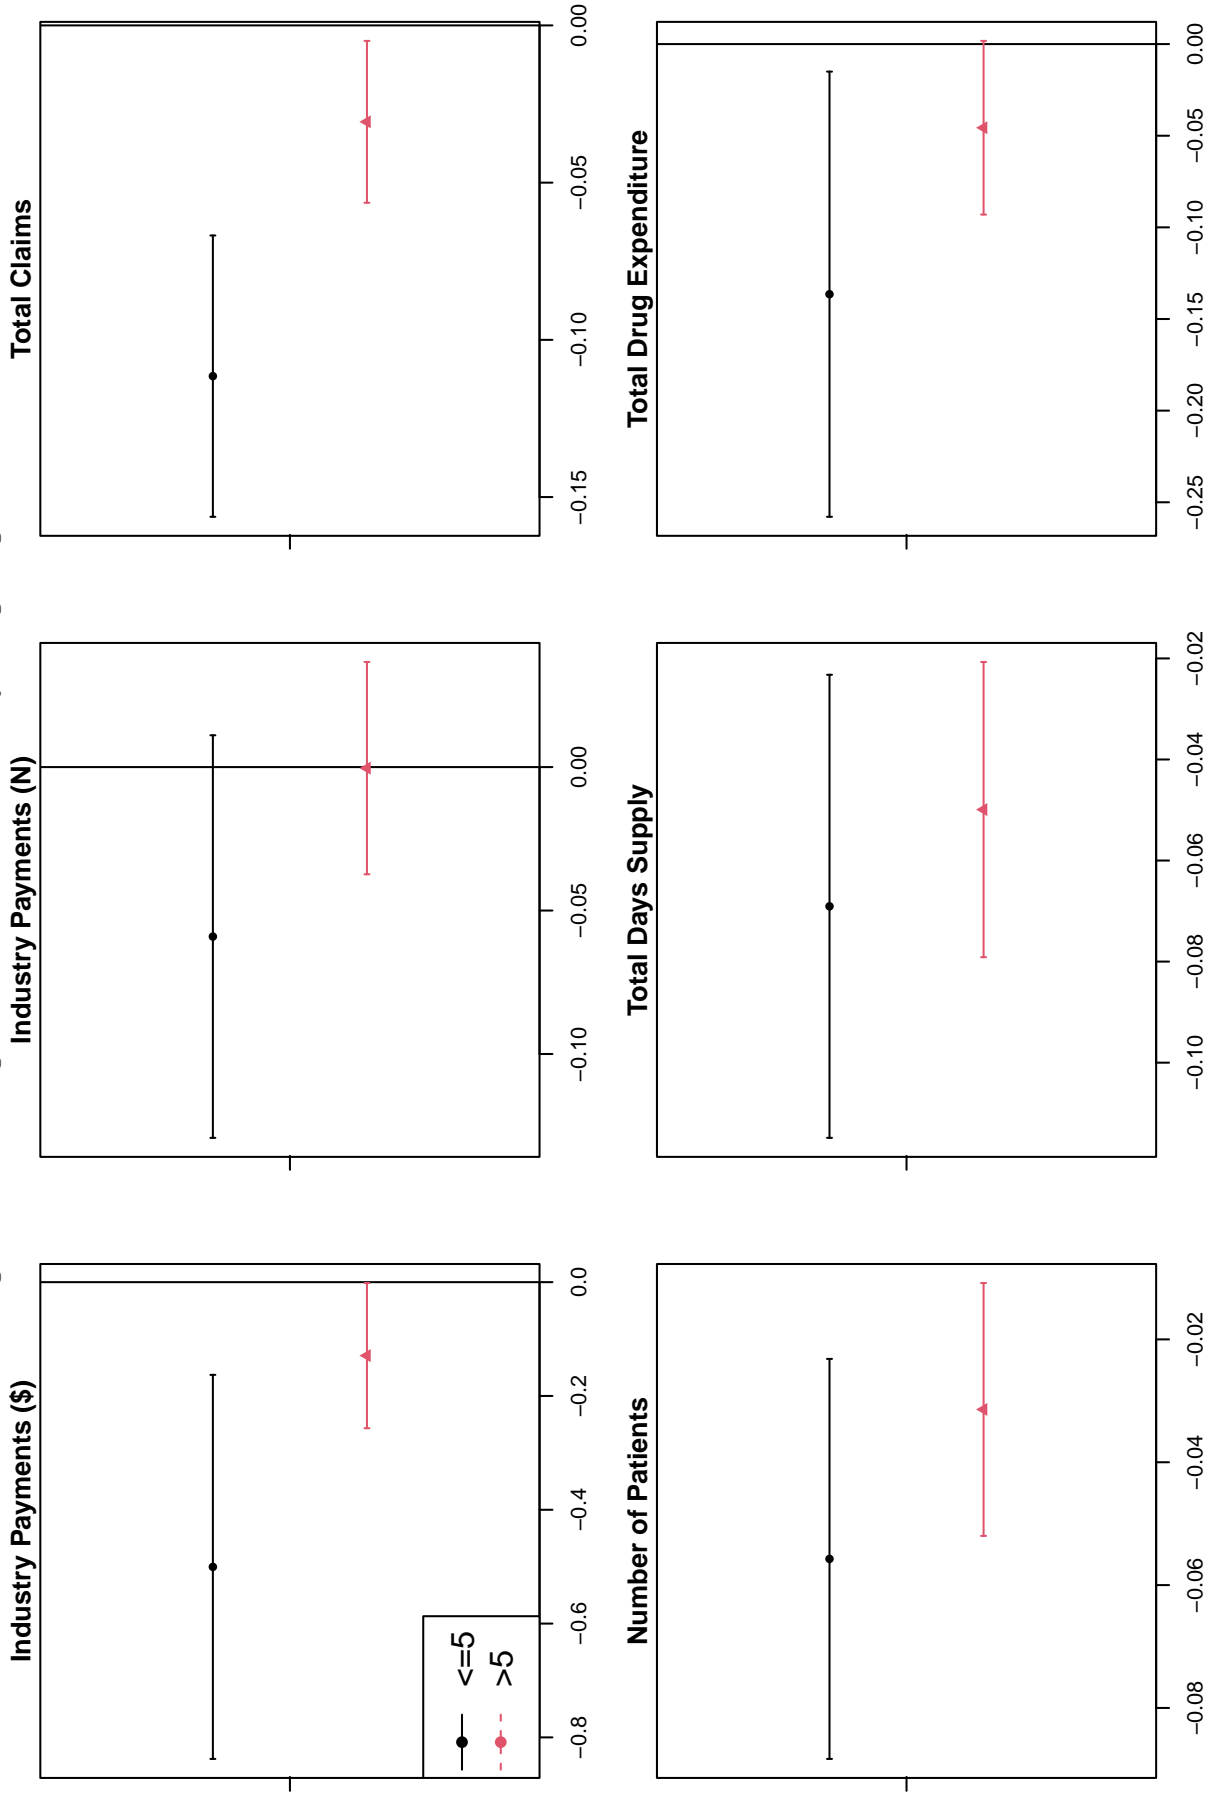 Industry Payments ($)
−0.8 −0.6 −0.4 −0.2 0.0
<=5
>5
Industry Payments (N)
−0.10 −0.05 0.00
Total Claims
−0.15 −0.10 −0.05 0.00
Number of Patients
−0.08 −0.06 −0.04 −0.02
Total Days Supply
−0.10 −0.08 −0.06 −0.04 −0.02
Total Drug Expenditure
−0.25 −0.20 −0.15 −0.10 −0.05 0.00